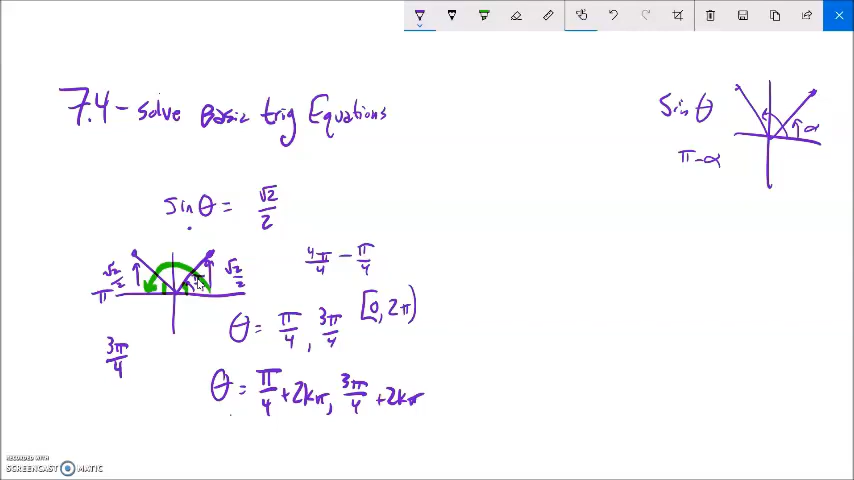 7.4 - Solve Basic trig Equations
sin θ
α
π - α
sin θ = √2/2
4π/4 - π/4
√2/2
π/4
√2/2
π
[0, 2π)
θ = π/4, 3π/4
3π/4
θ = π/4 + 2kπ, 3π/4 + 2kπ
RECORDED WITH
SCREENCAST MATIC